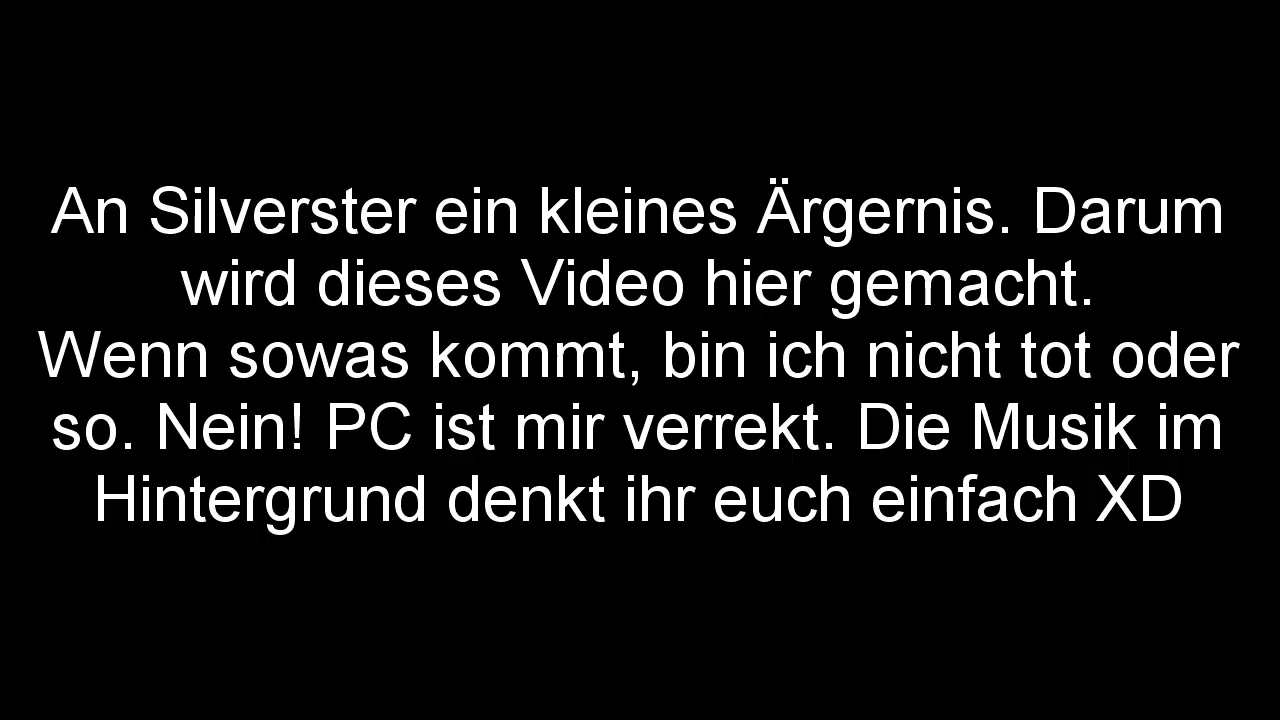 An Silverster ein kleines Ärgernis. Darum
wird dieses Video hier gemacht.
Wenn sowas kommt, bin ich nicht tot oder
so. Nein! PC ist mir verrekt. Die Musik im
Hintergrund denkt ihr euch einfach XD